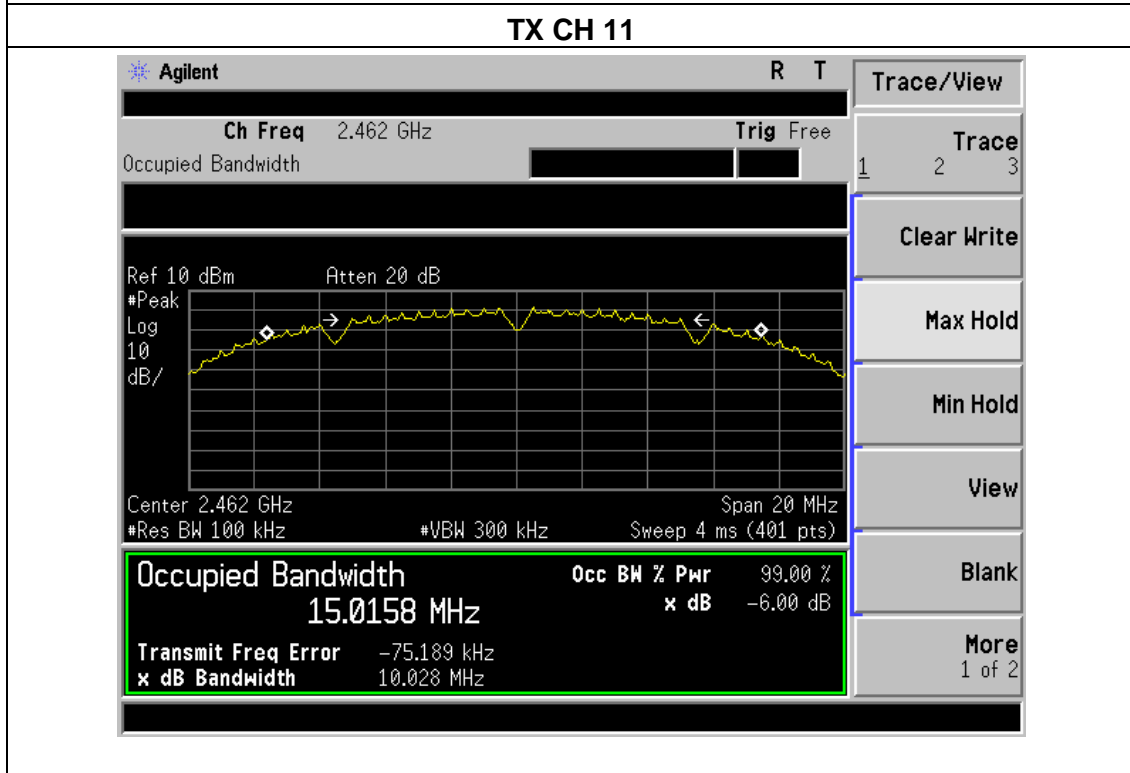 TX CH 11
Agilent R T
Trace/View
Ch Freq 2.462 GHz Trig Free
Occupied Bandwidth
Trace
1 2 3
Clear Write
Ref 10 dBm Atten 20 dB
#Peak
Log
10
dB/
Max Hold
Min Hold
View
Center 2.462 GHz Span 20 MHz
#Res BW 100 kHz #VBW 300 kHz Sweep 4 ms (401 pts)
Occupied Bandwidth Occ BW % Pwr 99.00 %
15.0158 MHz x dB -6.00 dB
Blank
Transmit Freq Error -75.189 kHz
x dB Bandwidth 10.028 MHz
More
1 of 2